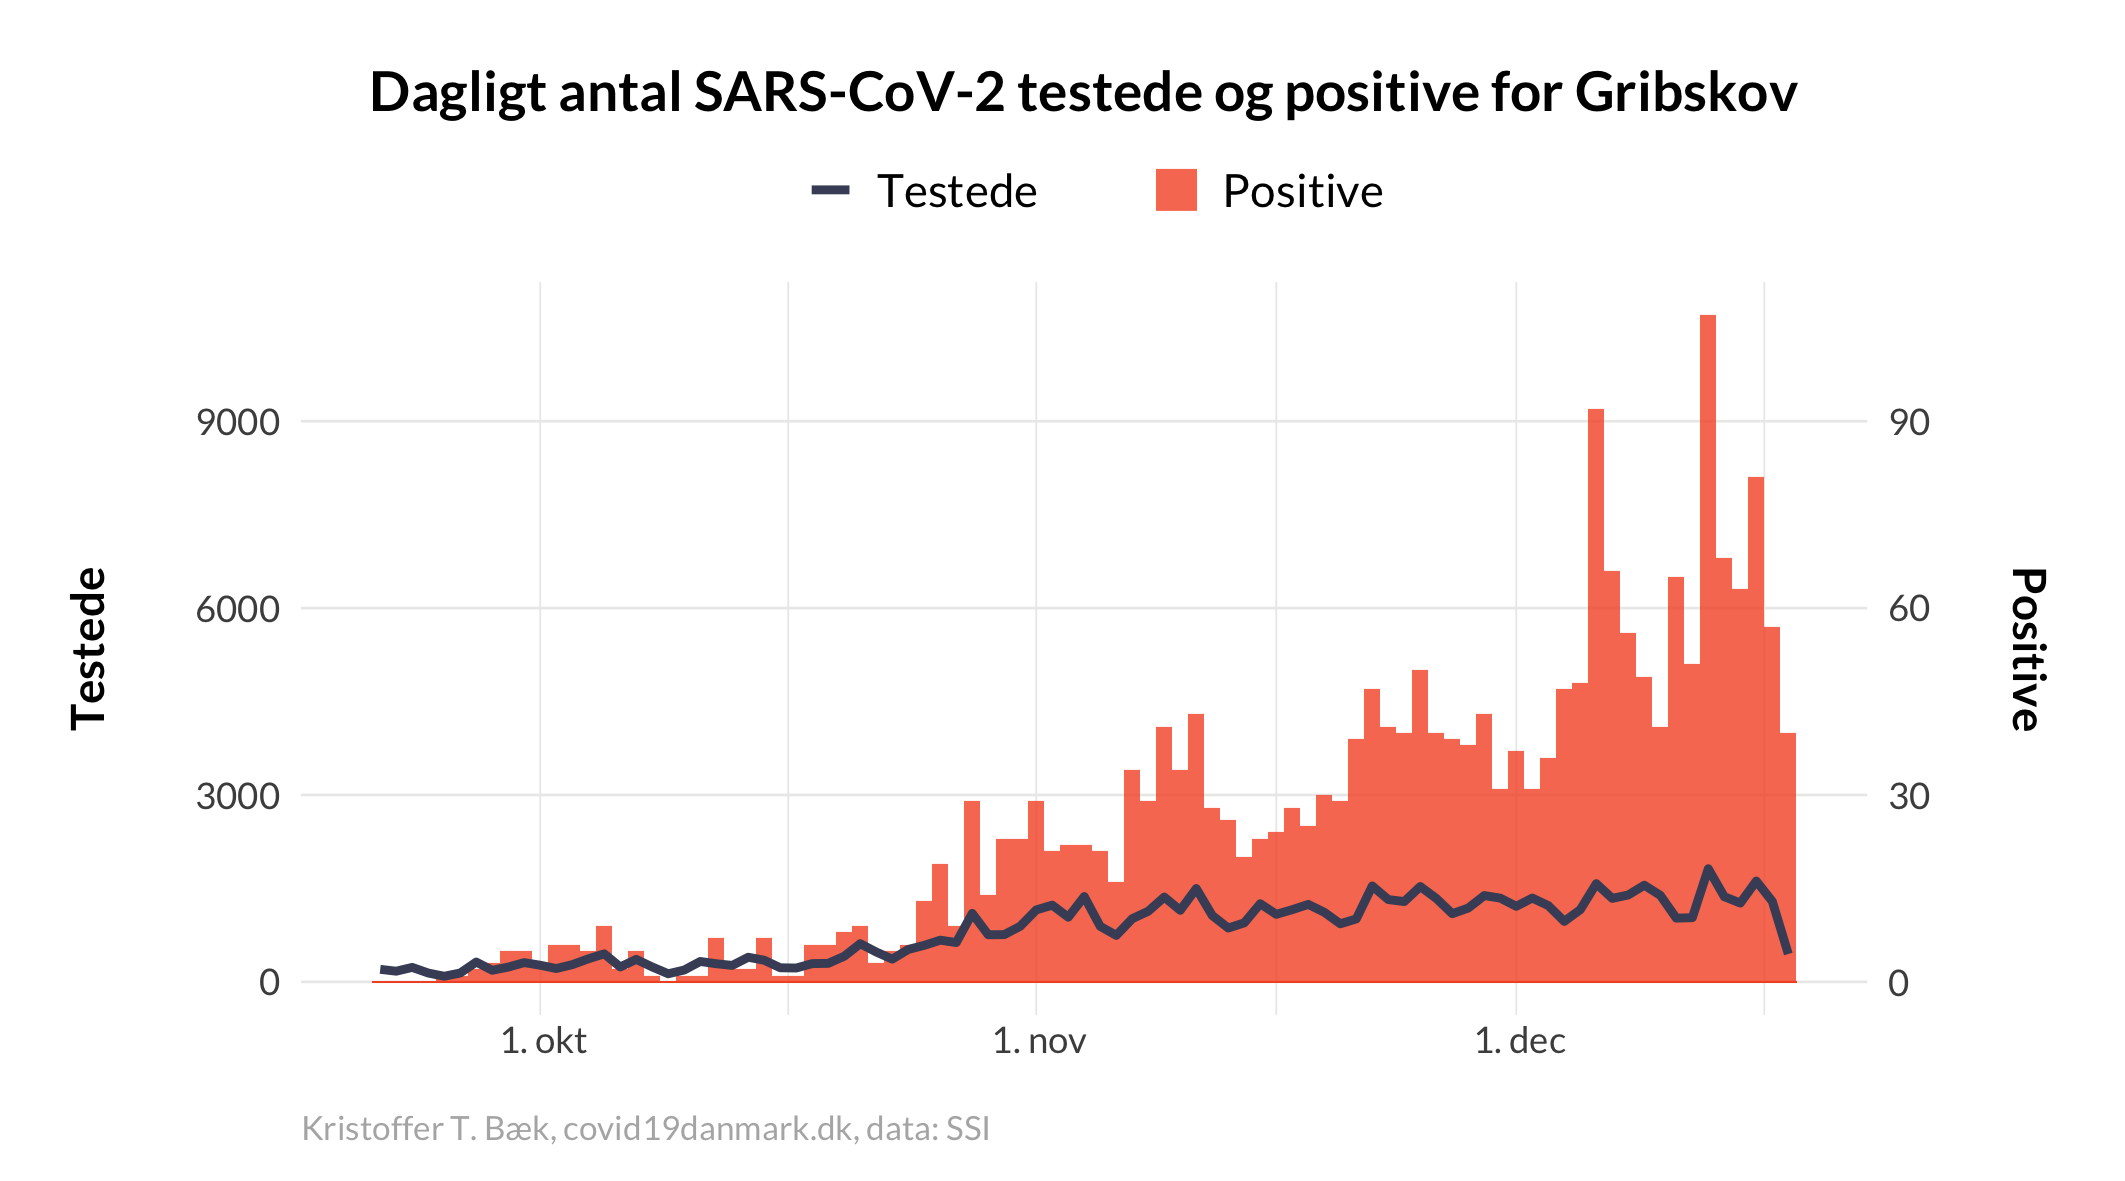 Dagligt antal SARS-CoV-2 testede og positive for Gribskov
Testede
Positive
9000
6000
3000
0
Testede
90
60
30
0
Positive
1. okt
1. nov
1. dec
Kristoffer T. Bæk, covid19danmark.dk, data: SSI